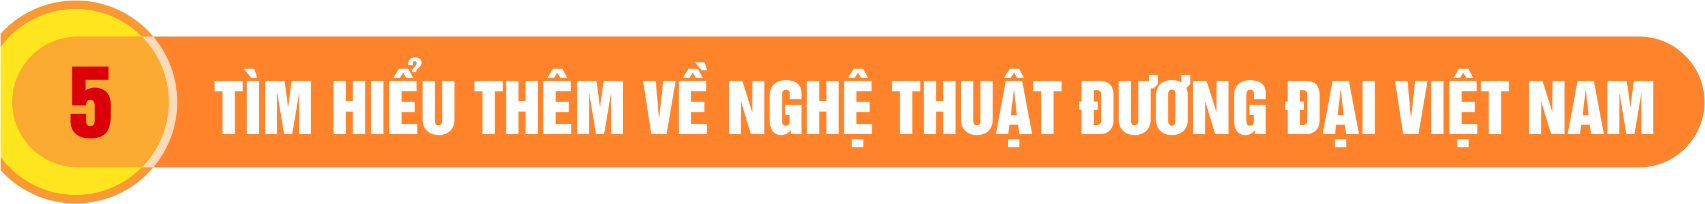 5
TÌM HIỂU THÊM VỀ NGHỆ THUẬT ĐƯƠNG ĐẠI VIỆT NAM